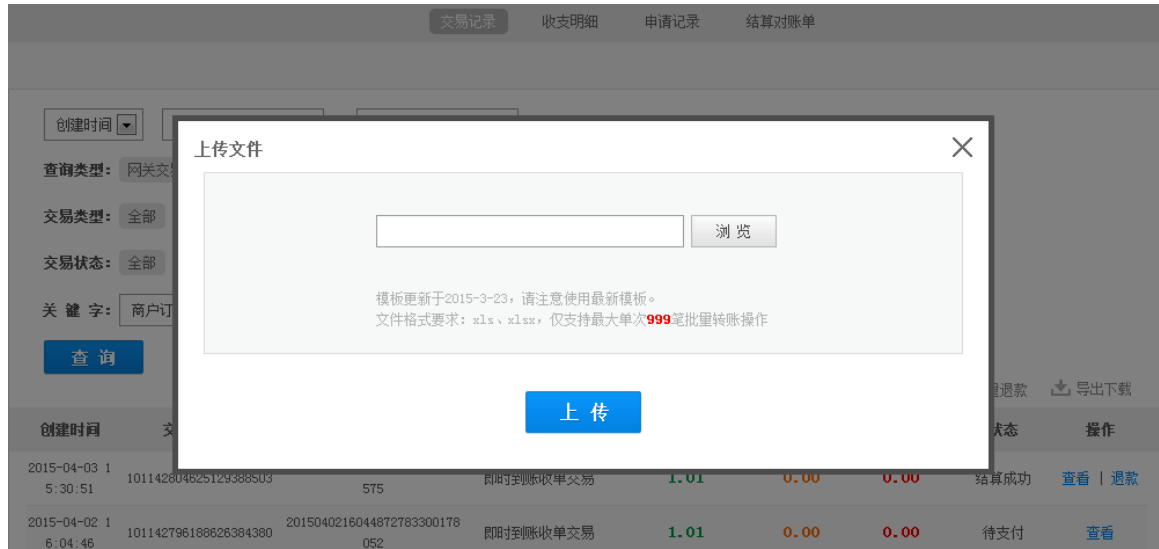 交易记录 收支明细 申请记录 结算对账单
创建时间
上传文件
查询类型: 网关交
浏 览
交易类型: 全部
交易状态: 全部
模板更新于2015-3-23，请注意使用最新模板。
关 键 字: 商户订
文件格式要求: xls、xlsx，仅支持最大单次999笔批量转账操作
查 询
退款 导出下载
上 传
创建时间 交 状态 操作
2015-04-03 1
101142804625129388503 即时到账收单交易 1.01 0.00 0.00 结算成功 查看 | 退款
5:30:51 575
2015-04-02 1 2015040216044872783300178
101142796188626384380 即时到账收单交易 1.01 0.00 0.00 待支付 查看
6:04:46 052